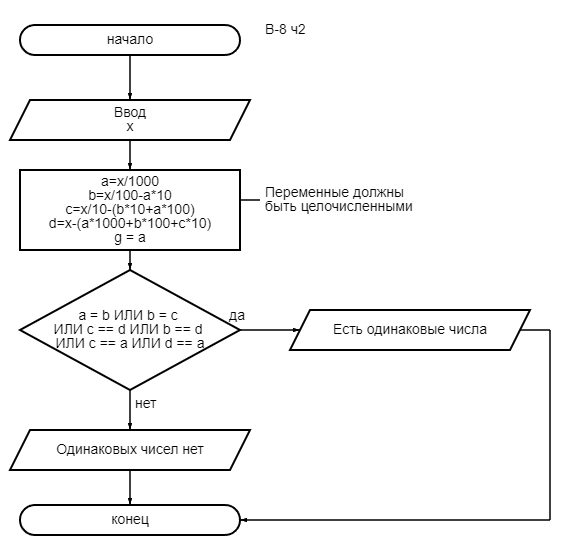 В-8 ч2
начало
Ввод
x
a=x/1000
b=x/100-a*10
c=x/10-(b*10+a*100)
d=x-(a*1000+b*100+c*10)
g = a
Переменные должны
быть целочисленными
a = b ИЛИ b = c
ИЛИ c == d ИЛИ b == d
ИЛИ c == a ИЛИ d == a
да
Есть одинаковые числа
нет
Одинаковых чисел нет
конец